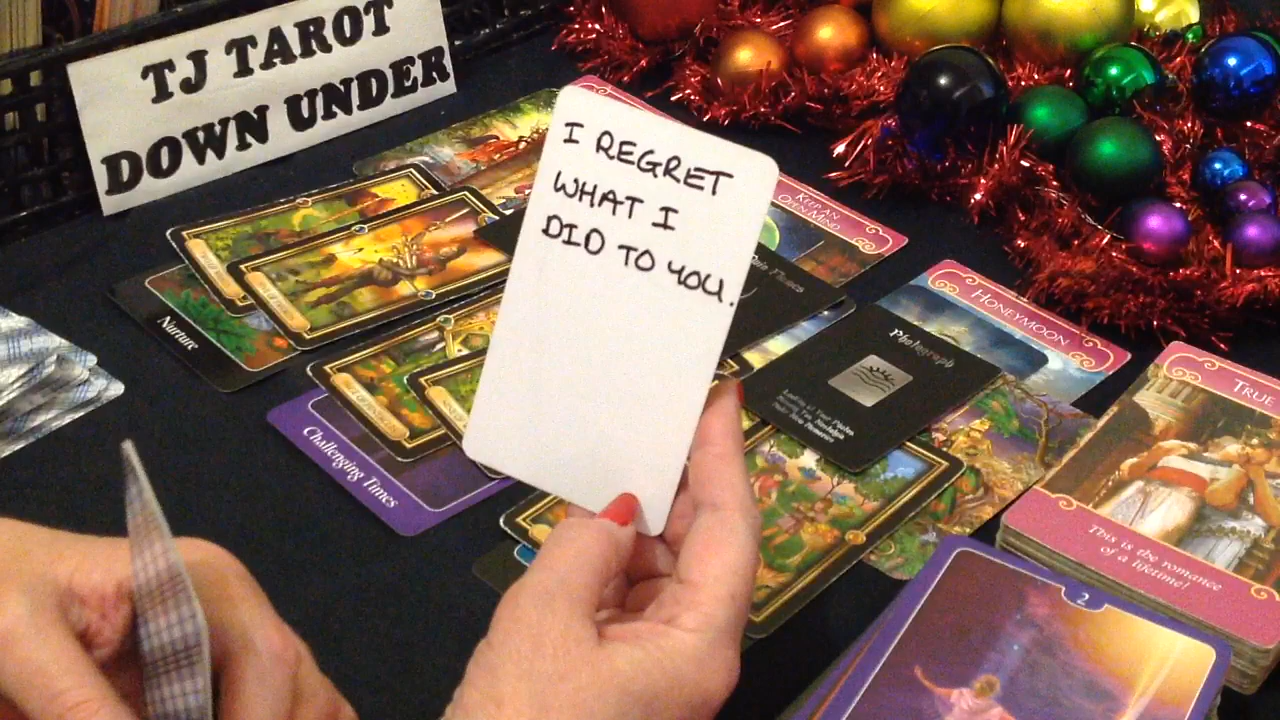 TJ TAROT
DOWN UNDER
I REGRET
WHAT I
DID TO YOU.
KEEP AN
OPEN MIND
HONEYMOON
Photograph
TRUE
This is the romance
of a lifetime!
Nurture
Challenging Times
2